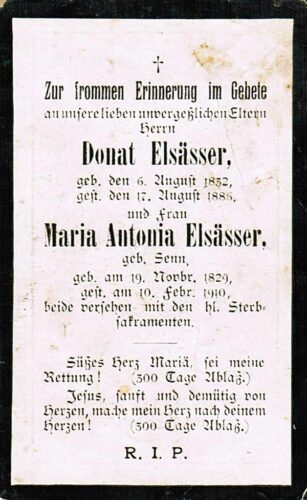 †
Zur frommen Erinnerung im Gebete
an unsere lieben unvergeßlichen Eltern
Herrn
Donat Elsässer,
geb. den 6. August 1832,
gest. den 17. August 1886,
und Frau
Maria Antonia Elsässer,
geb. Senn,
geb. am 19. Novbr. 1829,
gest. am 10. Febr. 1910,
beide versehen mit den hl. Sterb-
sakramenten.
Süßes Herz Mariä, sei meine
Rettung! (300 Tage Ablaß.)
Jesus, sanft und demütig von
Herzen, mache mein Herz nach deinem
Herzen! (300 Tage Ablaß.)
R. I. P.